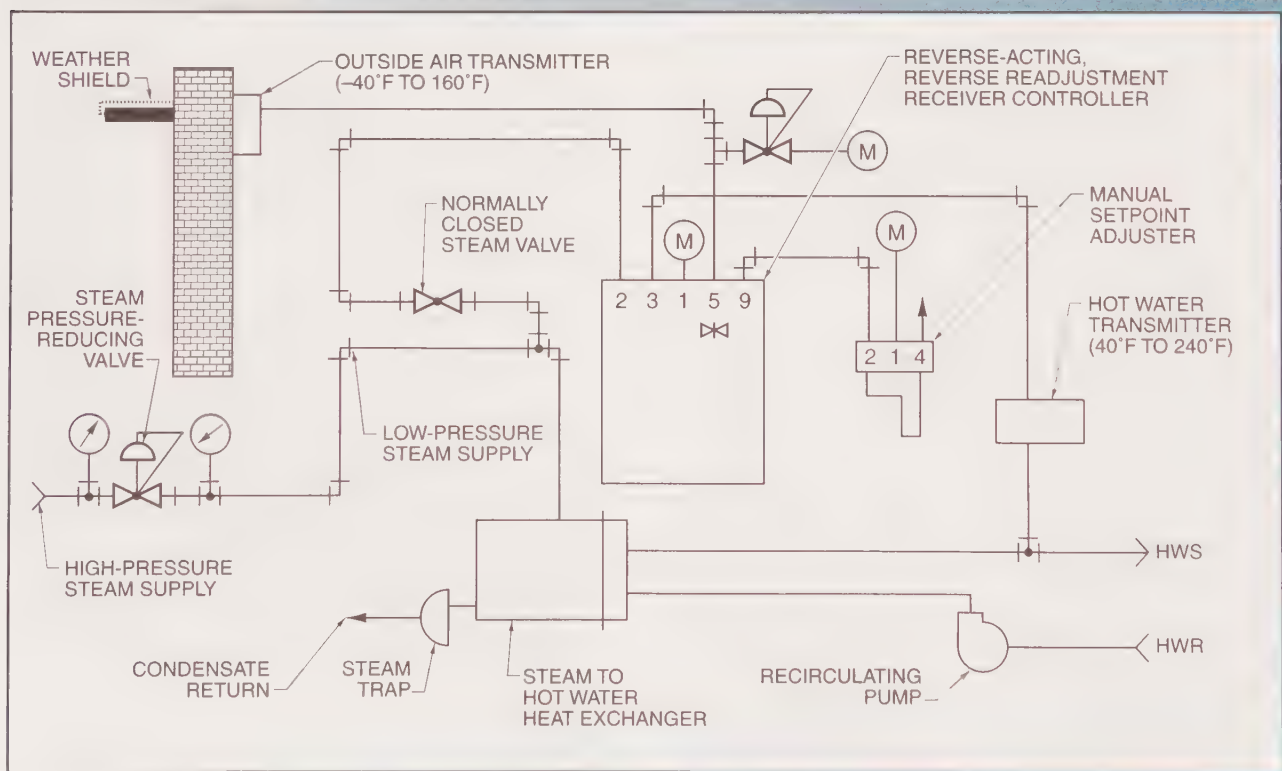 WEATHER
SHIELD
OUTSIDE AIR TRANSMITTER
(–40°F TO 160°F)
REVERSE-ACTING,
REVERSE READJUSTMENT
RECEIVER CONTROLLER
M
NORMALLY
CLOSED
STEAM VALVE
M
M
MANUAL
SETPOINT
ADJUSTER
STEAM
PRESSURE-
REDUCING
VALVE
2 3 1 5 9
2 1 4
HOT WATER
TRANSMITTER
(40°F TO 240°F)
LOW-PRESSURE
STEAM SUPPLY
HIGH-PRESSURE
STEAM SUPPLY
HWS
HWR
CONDENSATE
RETURN
STEAM
TRAP
STEAM TO
HOT WATER
HEAT EXCHANGER
RECIRCULATING
PUMP